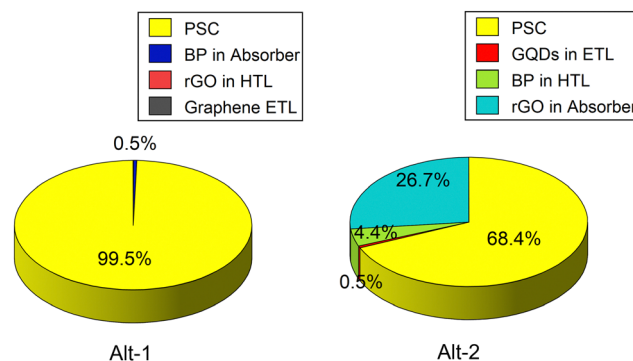 PSC
BP in Absorber
rGO in HTL
Graphene ETL
0.5%
99.5%
Alt-1
PSC
GQDs in ETL
BP in HTL
rGO in Absorber
26.7%
4.4%
68.4%
0.5%
Alt-2